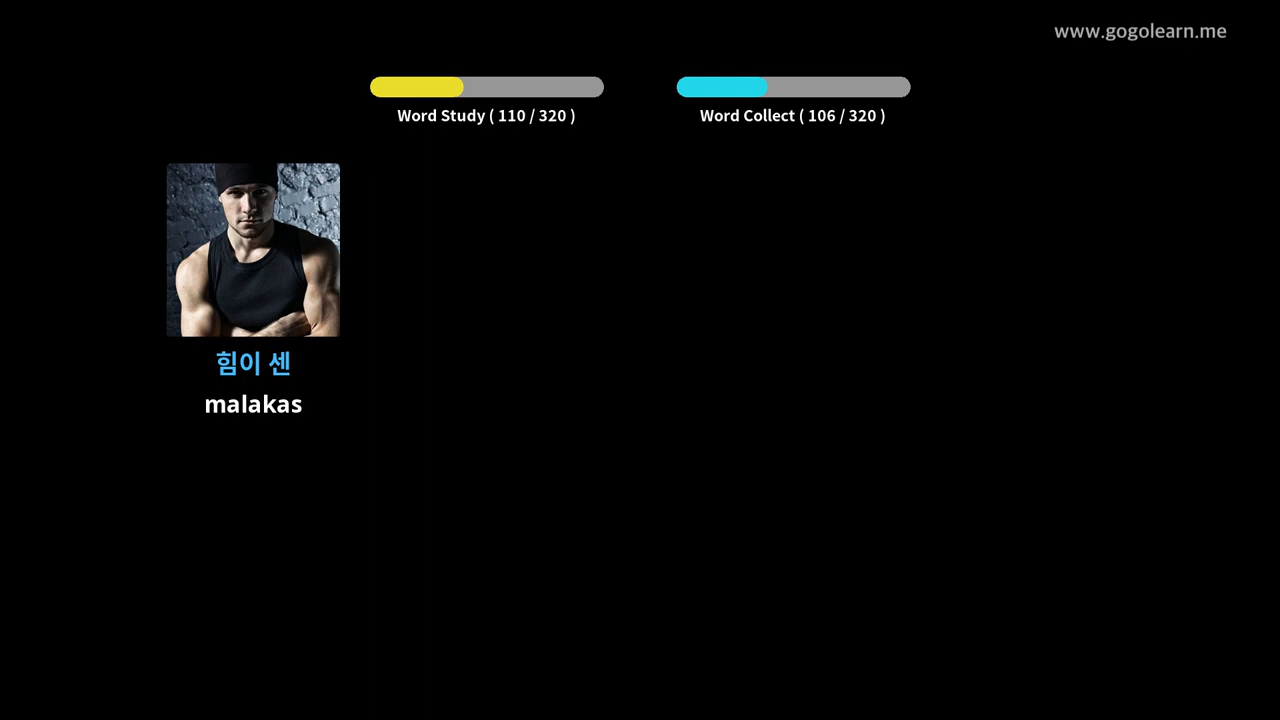 www.gogolearn.me
Word Study ( 110 / 320 )
Word Collect ( 106 / 320 )
힘이 센
malakas